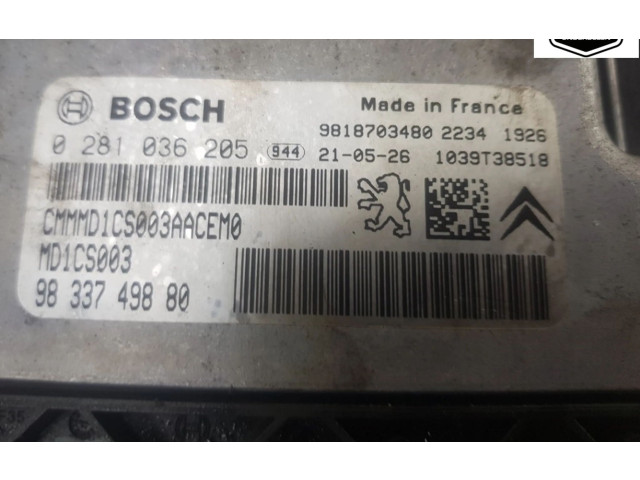 BOSCH
Made in France
9818703480 2234 1926
0 281 036 205 944 21-05-26 1039T38518
CMMMD1CS003AACEM0
MD1CS003
98 337 498 80